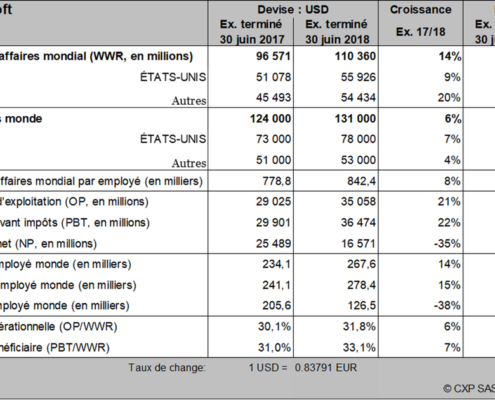 oft Devise : USD Croissance
Ex. terminé Ex. terminé Ex. 17/18
30 juin 2017 30 juin 2018 30 ju
affaires mondial (WWR, en millions) 96 571 110 360 14%
ÉTATS-UNIS 51 078 55 926 9%
Autres 45 493 54 434 20%
s monde 124 000 131 000 6%
ÉTATS-UNIS 73 000 78 000 7%
Autres 51 000 53 000 4%
ffaires mondial par employé (en milliers) 778,8 842,4 8%
d'exploitation (OP, en millions) 29 025 35 058 21%
avant impôts (PBT, en millions) 29 901 36 474 22%
net (NP, en millions) 25 489 16 571 -35%
mployé monde (en milliers) 234,1 267,6 14%
employé monde (en milliers) 241,1 278,4 15%
mployé monde (en milliers) 205,6 126,5 -38%
érationnelle (OP/WWR) 30,1% 31,8% 6%
néficiaire (PBT/WWR) 31,0% 33,1% 7%
Taux de change: 1 USD = 0.83791 EUR
© CXP SAS